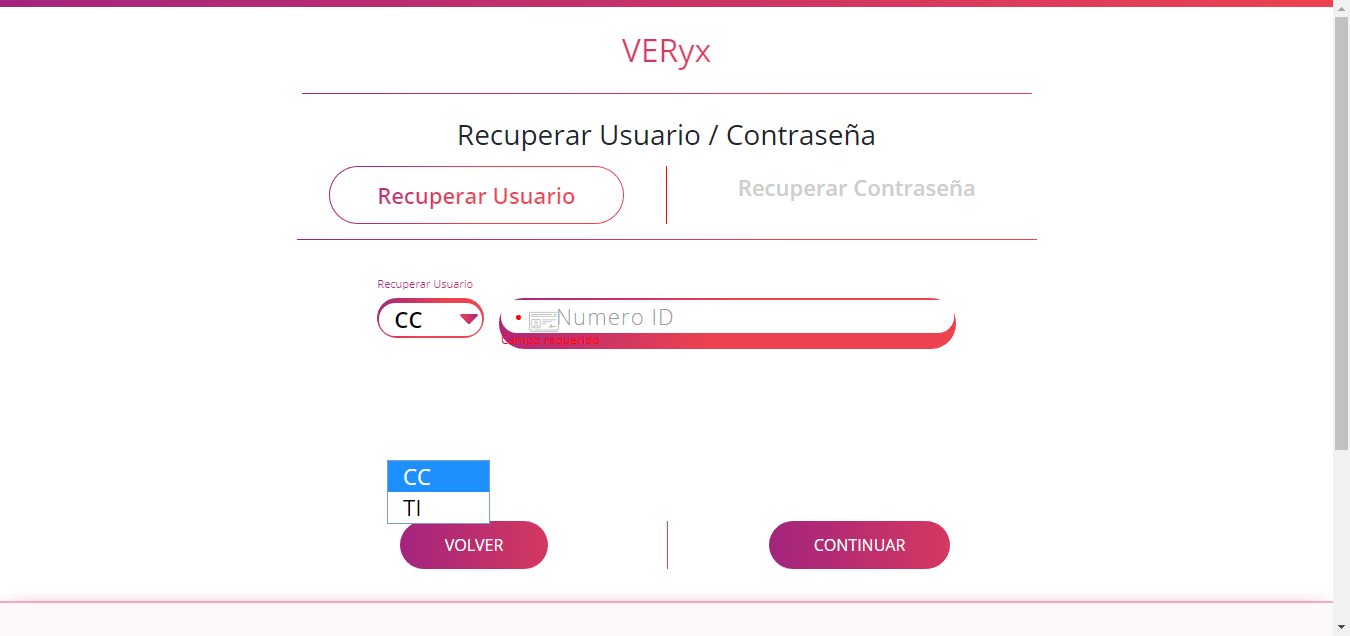 VERyx
Recuperar Usuario / Contraseña
Recuperar Usuario
Recuperar Contraseña
Recuperar Usuario
CC
Numero ID
Campo requerido
CC
TI
VOLVER
CONTINUAR